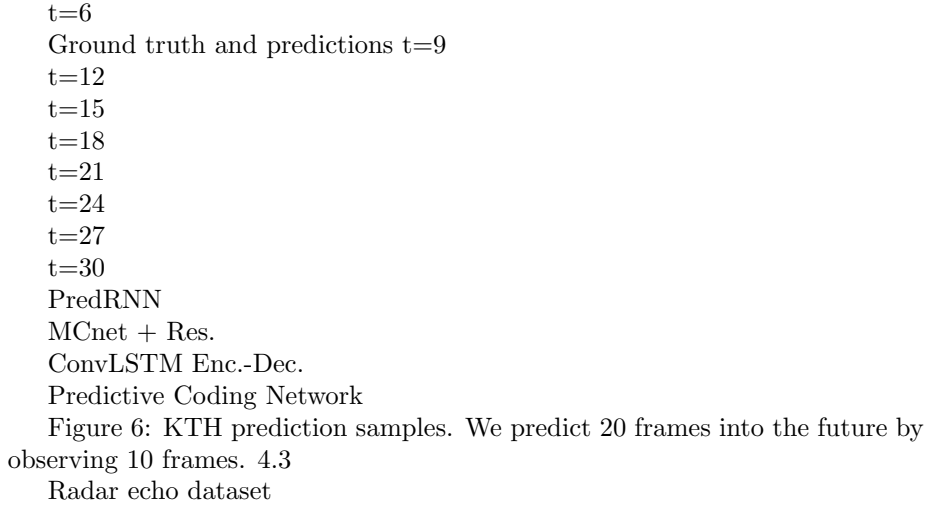 t=6
Ground truth and predictions t=9
t=12
t=15
t=18
t=21
t=24
t=27
t=30
PredRNN
MCnet + Res.
ConvLSTM Enc.-Dec.
Predictive Coding Network
Figure 6: KTH prediction samples. We predict 20 frames into the future by
observing 10 frames. 4.3
Radar echo dataset